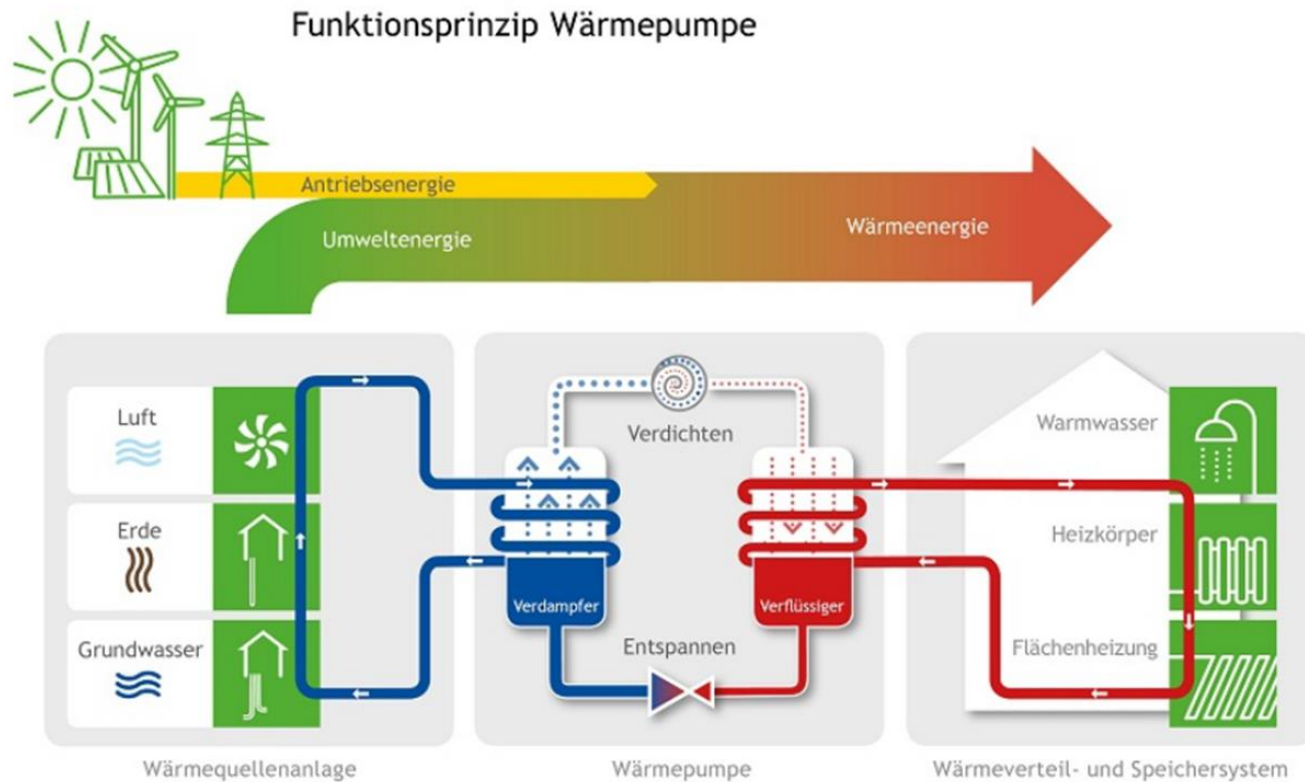 Funktionsprinzip Wärmepumpe
Antriebsenergie
Umweltenergie
Wärmeenergie
Luft
Erde
Grundwasser
Wärmequellenanlage
Verdichten
Verdampfer
Verflüssiger
Entspannen
Wärmepumpe
Warmwasser
Heizkörper
Flächenheizung
Wärmeverteil- und Speichersystem